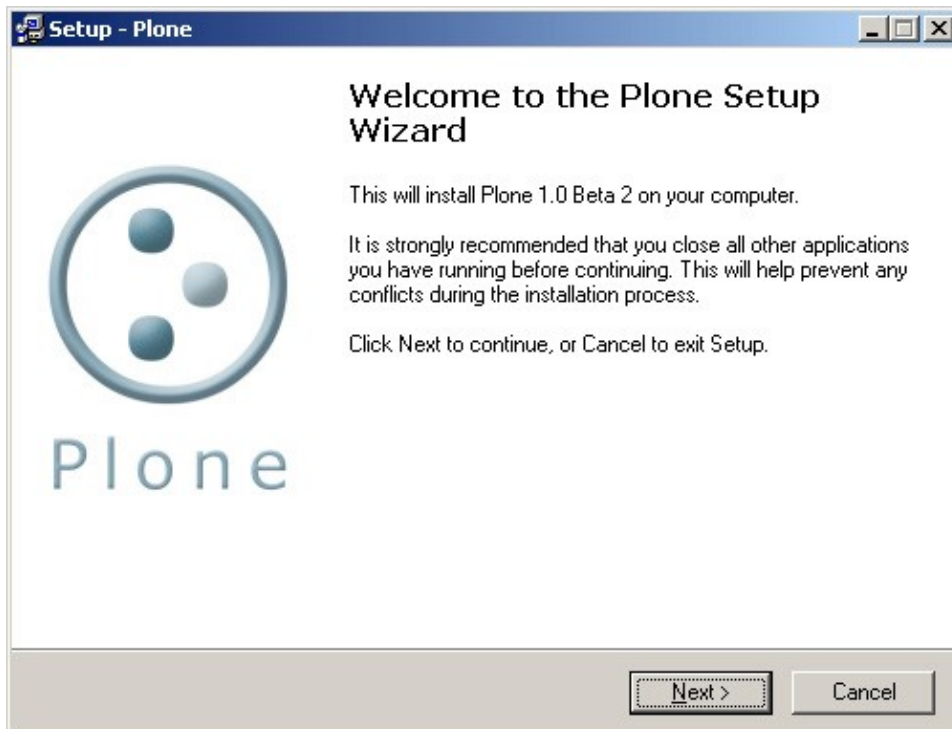 Setup - Plone
Welcome to the Plone Setup
Wizard
This will install Plone 1.0 Beta 2 on your computer.
It is strongly recommended that you close all other applications
you have running before continuing. This will help prevent any
conflicts during the installation process.
Click Next to continue, or Cancel to exit Setup.
Plone
Next >
Cancel